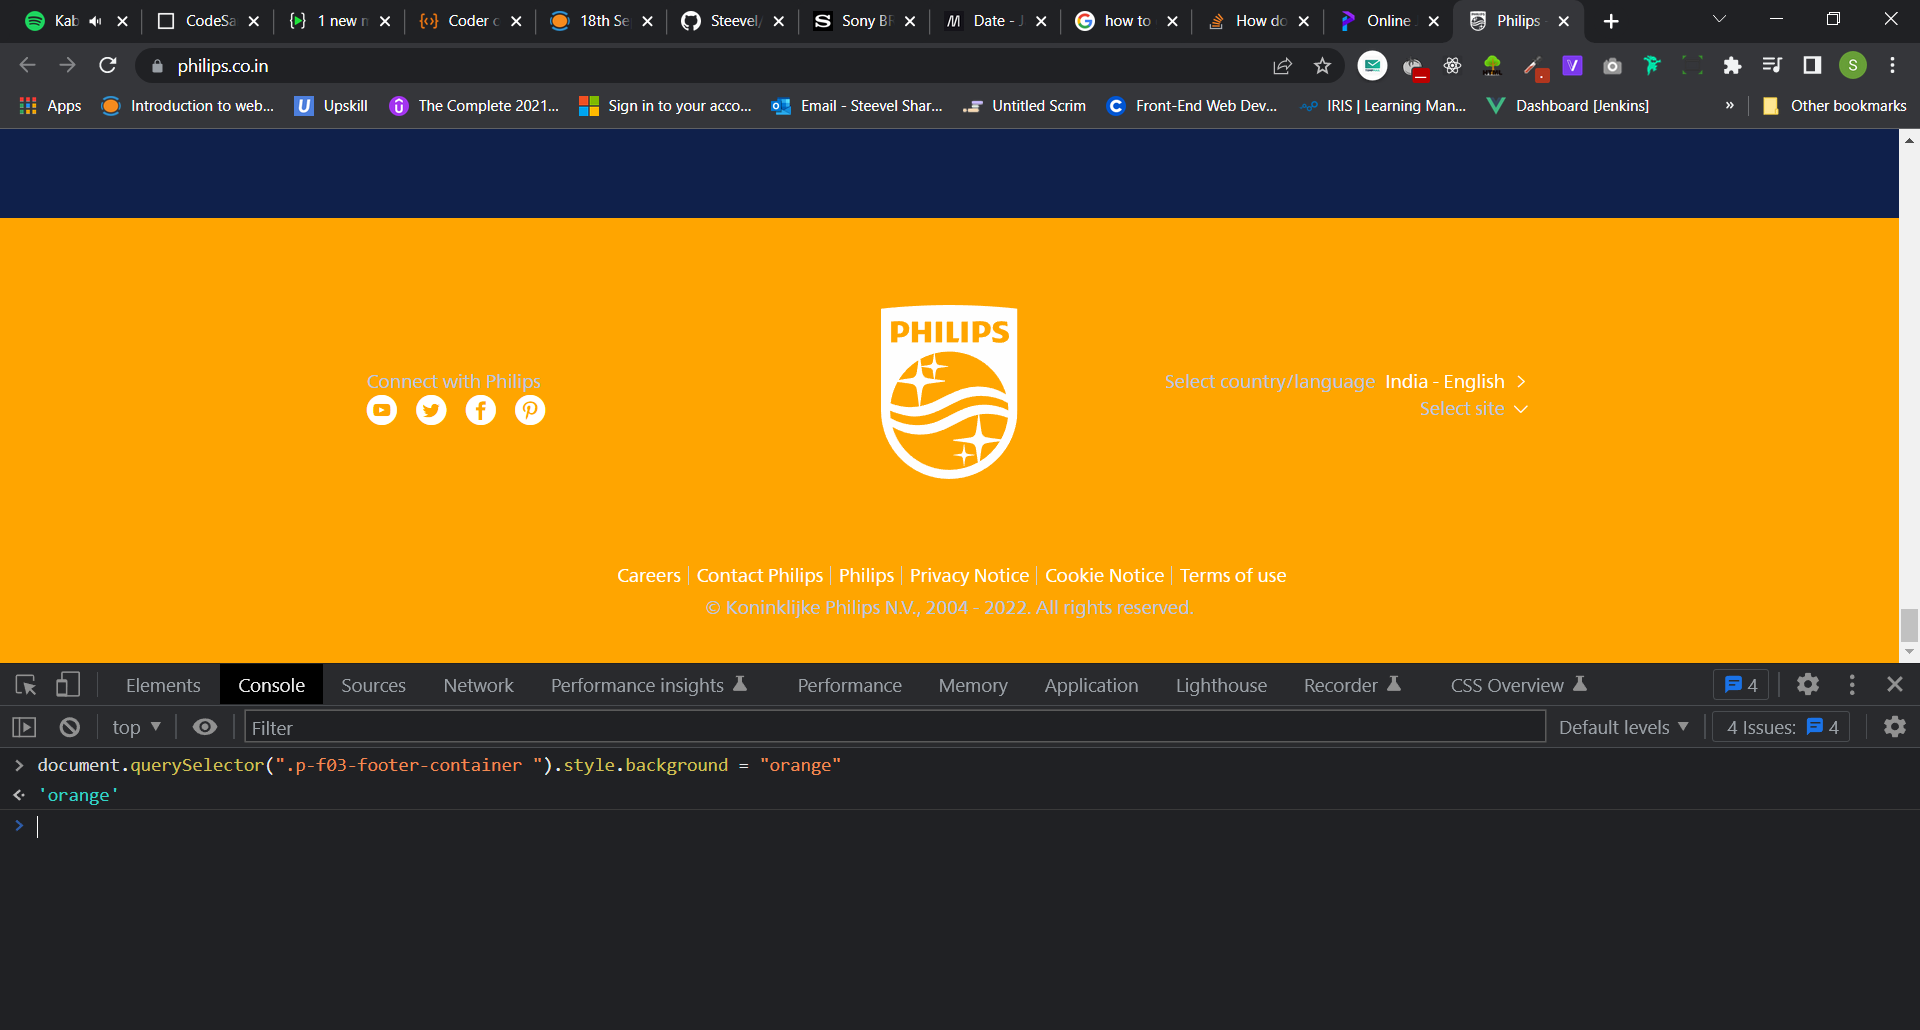 Kab
CodeSa
1 new m
Coder c
18th Se
Steevel/
Sony BR
Date - J
how to
How do
Online
Philips
philips.co.in
S
Apps
Introduction to web...
Upskill
The Complete 2021...
Sign in to your acco...
Email - Steevel Shar...
Untitled Scrim
Front-End Web Dev...
IRIS | Learning Man...
Dashboard [Jenkins]
»
Other bookmarks
PHILIPS
Connect with Philips
Select country/language India - English
Select site
Careers | Contact Philips | Philips | Privacy Notice | Cookie Notice | Terms of use
© Koninklijke Philips N.V., 2004 - 2022. All rights reserved.
Elements Console Sources Network Performance insights Performance Memory Application Lighthouse Recorder CSS Overview 4
top Filter Default levels 4 Issues: 4
document.querySelector(".p-f03-footer-container ").style.background = "orange"
'orange'